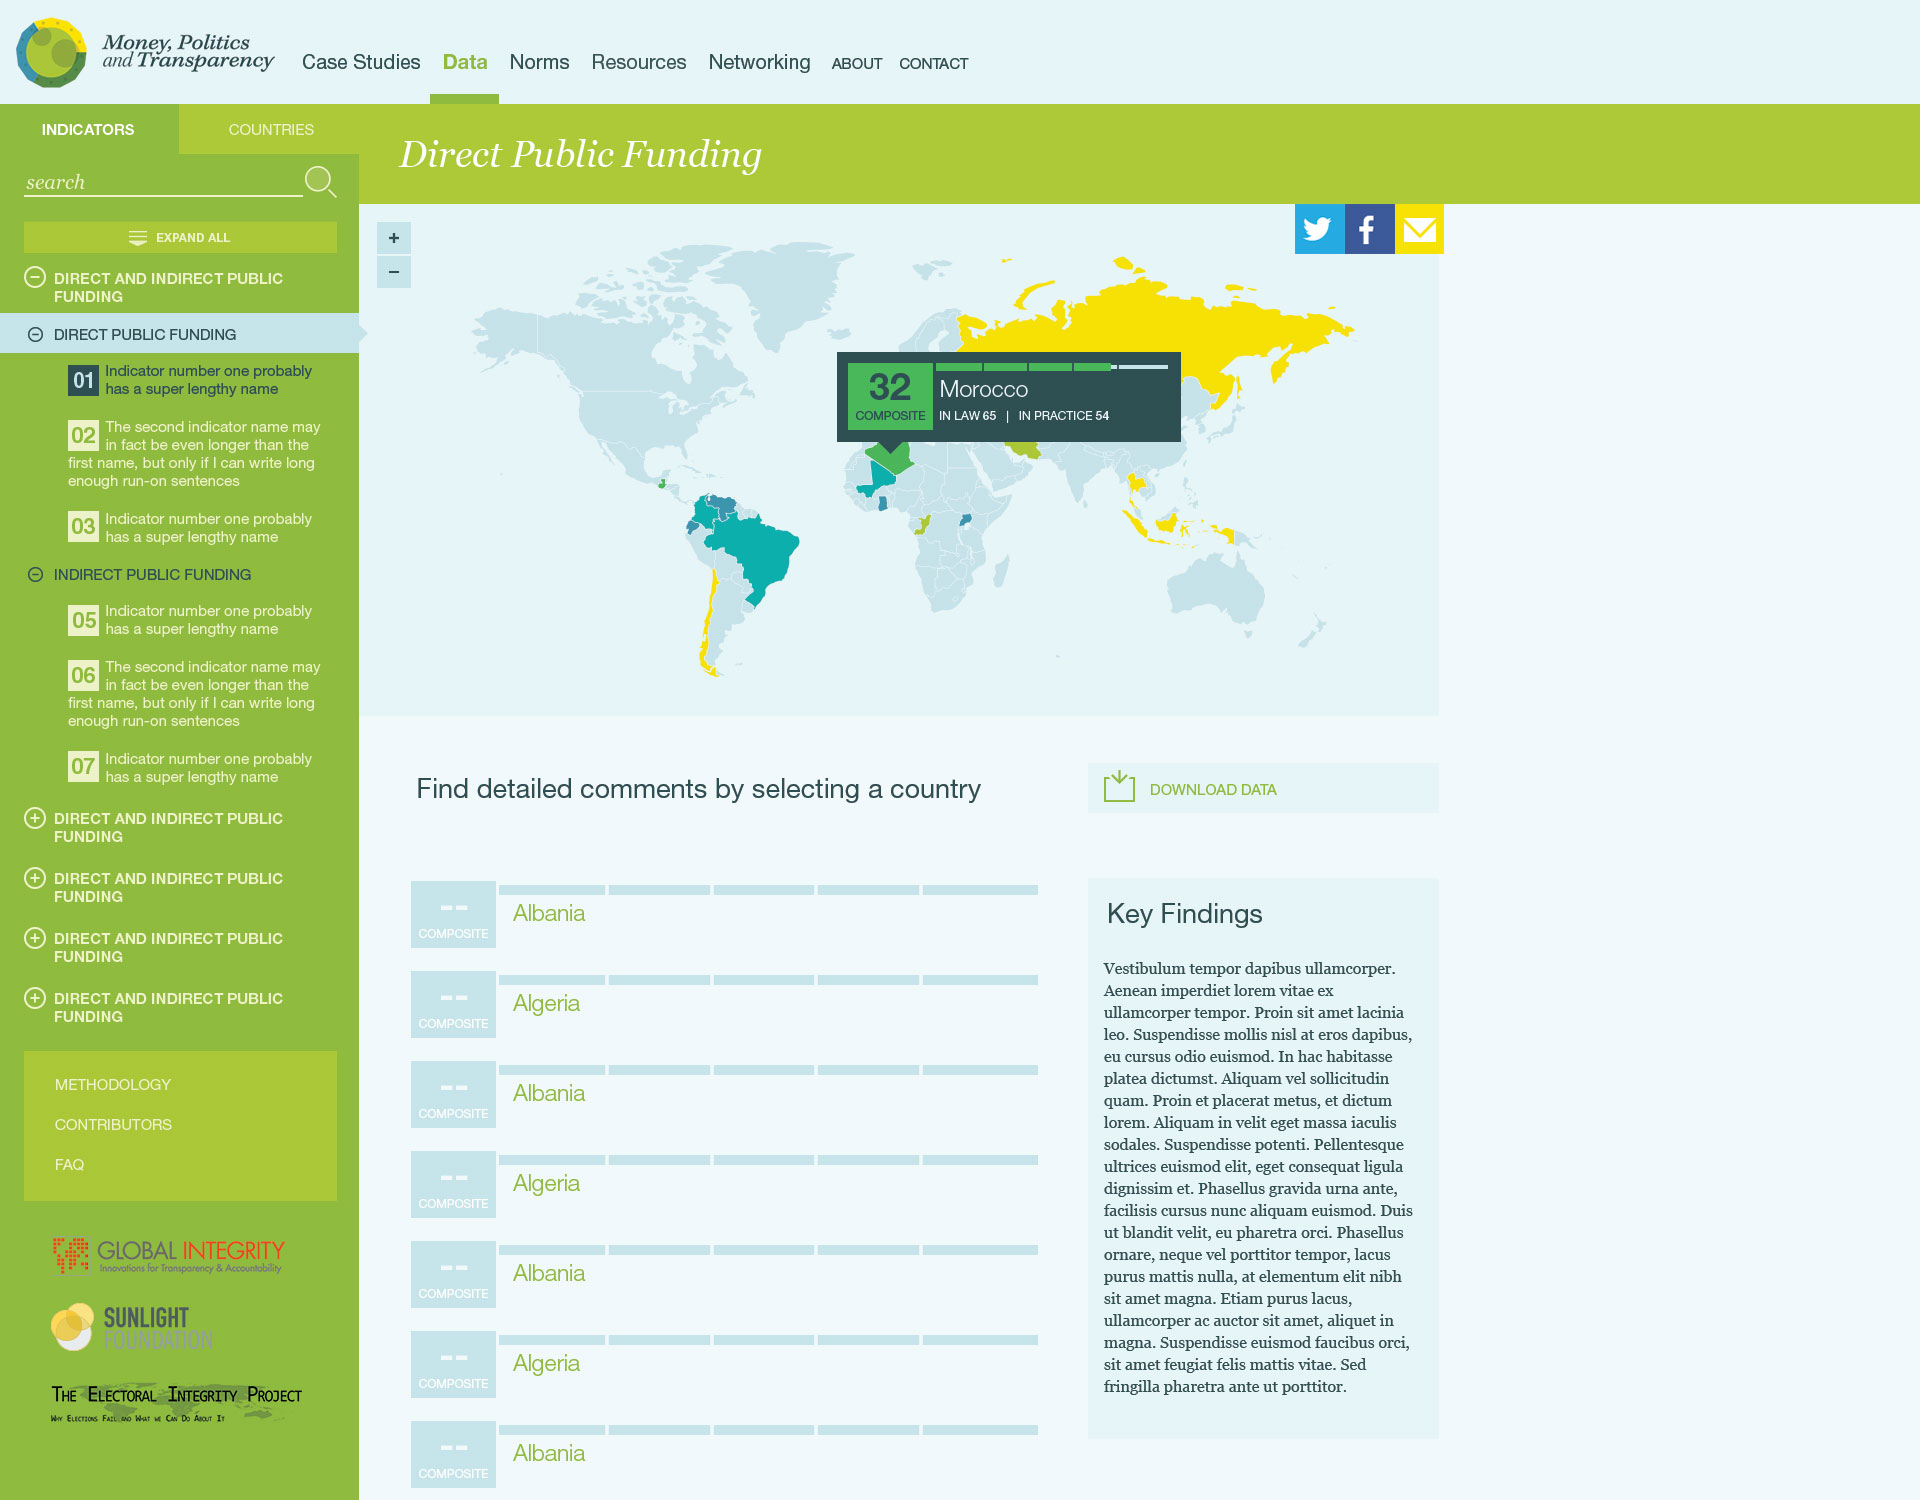 Money, Politics
and Transparency
Case Studies
Data
Norms
Resources
Networking
ABOUT
CONTACT
INDICATORS
COUNTRIES
search
EXPAND ALL
DIRECT AND INDIRECT PUBLIC
FUNDING
DIRECT PUBLIC FUNDING
01 Indicator number one probably
has a super lengthy name
02 The second indicator name may
in fact be even longer than the
first name, but only if I can write long
enough run-on sentences
03 Indicator number one probably
has a super lengthy name
INDIRECT PUBLIC FUNDING
05 Indicator number one probably
has a super lengthy name
06 The second indicator name may
in fact be even longer than the
first name, but only if I can write long
enough run-on sentences
07 Indicator number one probably
has a super lengthy name
DIRECT AND INDIRECT PUBLIC
FUNDING
DIRECT AND INDIRECT PUBLIC
FUNDING
DIRECT AND INDIRECT PUBLIC
FUNDING
DIRECT AND INDIRECT PUBLIC
FUNDING
METHODOLOGY
CONTRIBUTORS
FAQ
GLOBAL INTEGRITY
Innovations for Transparency & Accountability
SUNLIGHT
FOUNDATION
THE ELECTORAL INTEGRITY PROJECT
WHY ELECTIONS FAIL AND WHAT WE CAN DO ABOUT IT
Direct Public Funding
+
−
32
COMPOSITE
Morocco
IN LAW 65 | IN PRACTICE 54
Find detailed comments by selecting a country
DOWNLOAD DATA
--
COMPOSITE
Albania
--
COMPOSITE
Algeria
--
COMPOSITE
Albania
--
COMPOSITE
Algeria
--
COMPOSITE
Albania
--
COMPOSITE
Algeria
--
COMPOSITE
Albania
Key Findings
Vestibulum tempor dapibus ullamcorper.
Aenean imperdiet lorem vitae ex
ullamcorper tempor. Proin sit amet lacinia
leo. Suspendisse mollis nisl at eros dapibus,
eu cursus odio euismod. In hac habitasse
platea dictumst. Aliquam vel sollicitudin
quam. Proin et placerat metus, et dictum
lorem. Aliquam in velit eget massa iaculis
sodales. Suspendisse potenti. Pellentesque
ultrices euismod elit, eget consequat ligula
dignissim et. Phasellus gravida urna ante,
facilisis cursus nunc aliquam euismod. Duis
ut blandit velit, eu pharetra orci. Phasellus
ornare, neque vel porttitor tempor, lacus
purus mattis nulla, at elementum elit nibh
sit amet magna. Etiam purus lacus,
ullamcorper ac auctor sit amet, aliquet in
magna. Suspendisse euismod faucibus orci,
sit amet feugiat felis mattis vitae. Sed
fringilla pharetra ante ut porttitor.